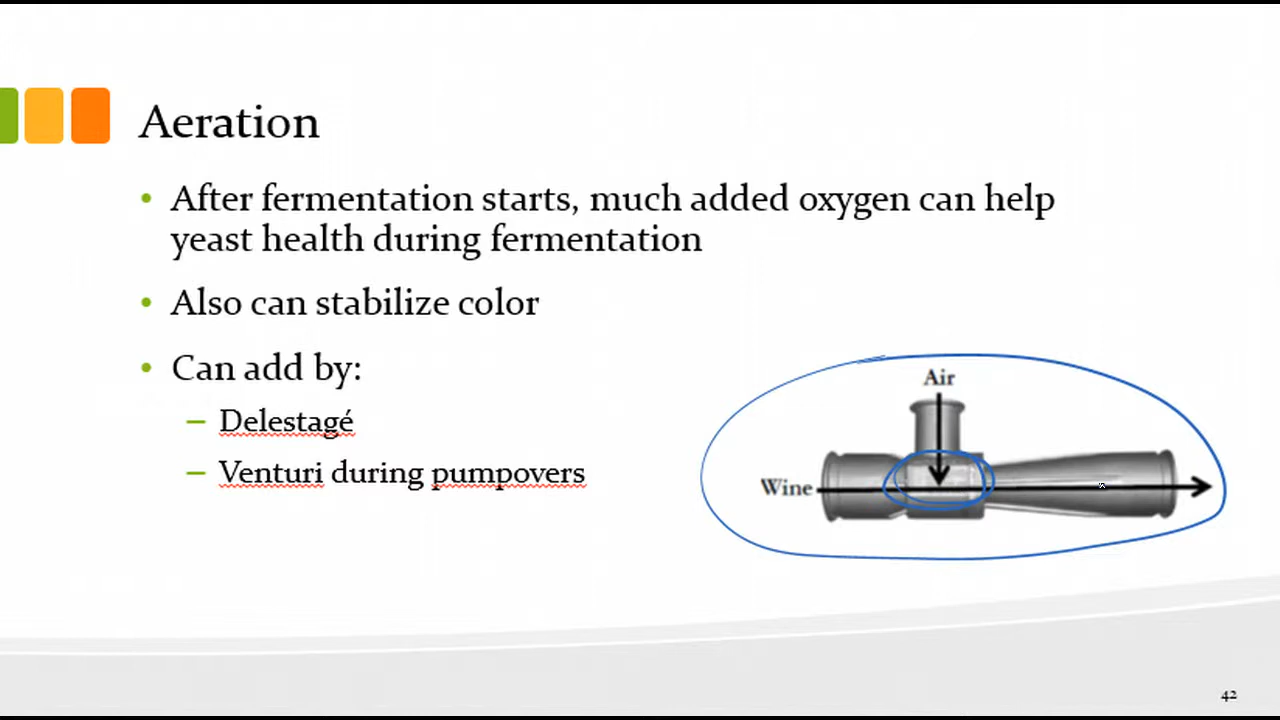 Aeration
• After fermentation starts, much added oxygen can help
yeast health during fermentation
• Also can stabilize color
• Can add by:
– Delestagé
– Venturi during pumpovers
Air
Wine
42